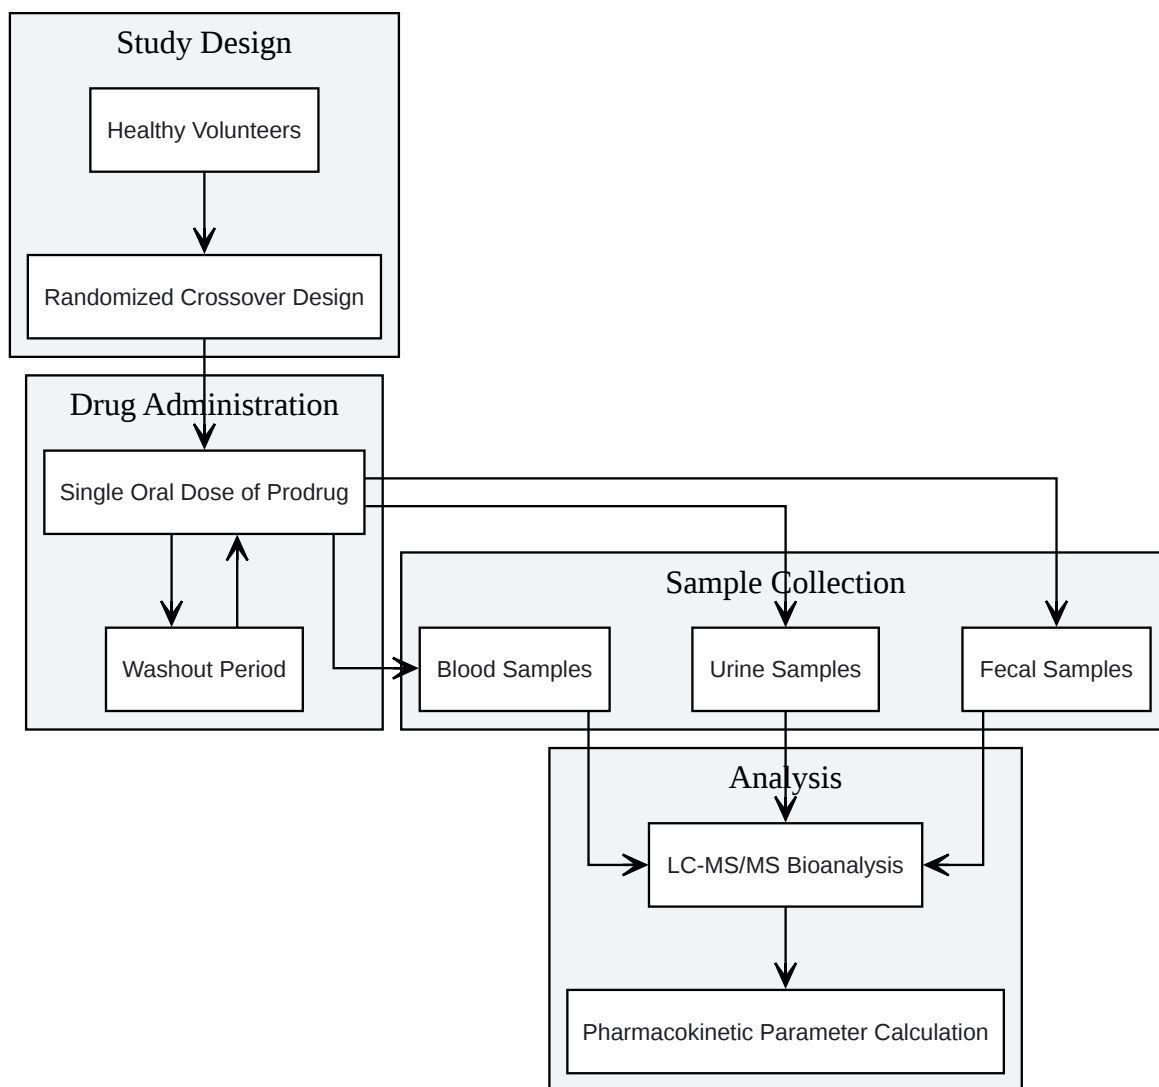 Study Design
Healthy Volunteers
Randomized Crossover Design
Drug Administration
Single Oral Dose of Prodrug
Washout Period
Sample Collection
Blood Samples
Urine Samples
Fecal Samples
Analysis
LC-MS/MS Bioanalysis
Pharmacokinetic Parameter Calculation